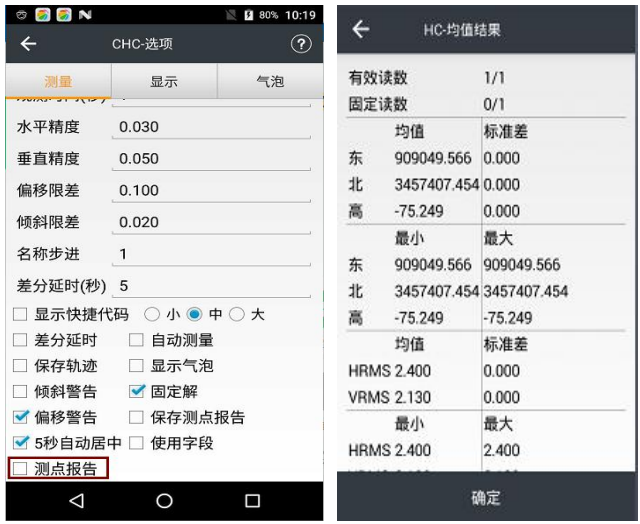 80% 10:19
CHC-选项
?
测量 显示 气泡
水平精度 0.030
垂直精度 0.050
偏移限差 0.100
倾斜限差 0.020
名称步进 1
差分延时(秒) 5
显示快捷代码 小 中 大
差分延时 自动测量
保存轨迹 显示气泡
倾斜警告 固定解
偏移警告 保存测点报告
5秒自动居中 使用字段
测点报告
HC-均值结果
有效读数 1/1
固定读数 0/1
均值 标准差
东 909049.566 0.000
北 3457407.454 0.000
高 -75.249 0.000
最小 最大
东 909049.566 909049.566
北 3457407.454 3457407.454
高 -75.249 -75.249
均值 标准差
HRMS 2.400 0.000
VRMS 2.130 0.000
最小 最大
HRMS 2.400 2.400
确定